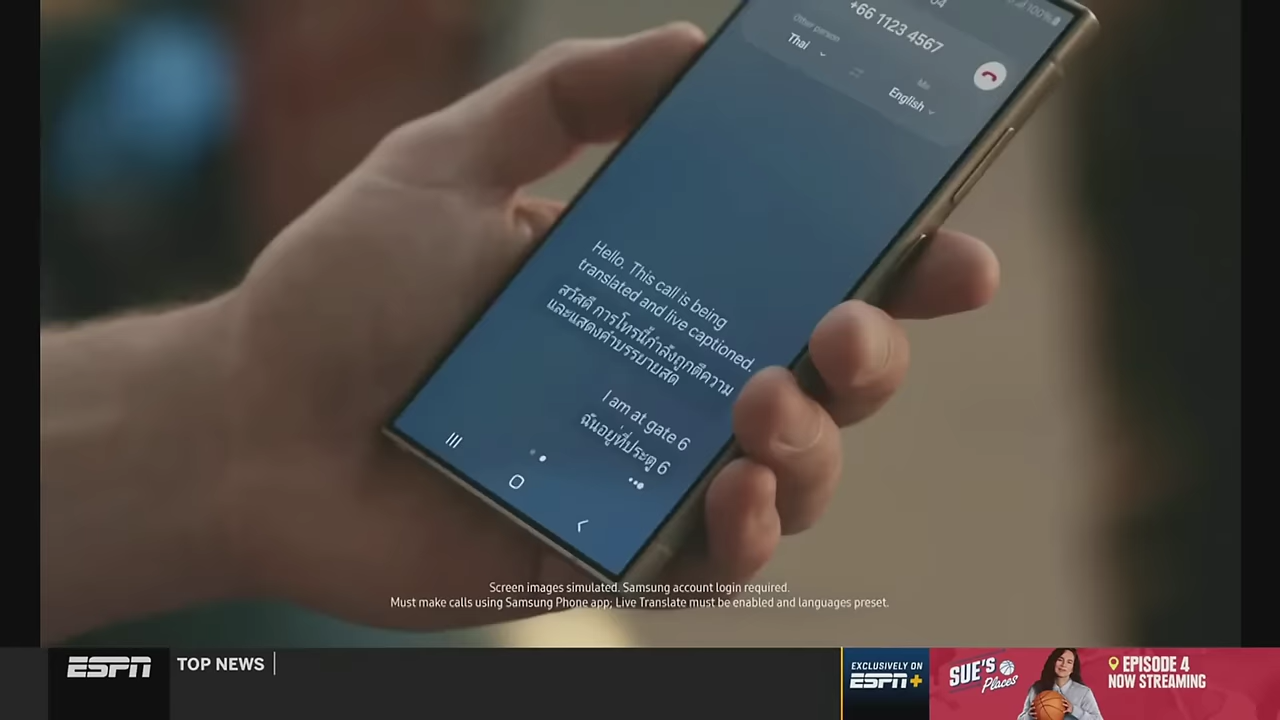 100%
+66 1123 4567
Other person
Thai
Me
English
Hello. This call is being
translated and live captioned.
สวัสดี การโทรนี้กำลังถูกตีความ
และแสดงคำบรรยายสด
I am at gate 6
ฉันอยู่ที่ประตู 6
Screen images simulated. Samsung account login required.
Must make calls using Samsung Phone app; Live Translate must be enabled and languages preset.
ESPN
TOP NEWS
EXCLUSIVELY ON
ESPN+
SUE'S
Places
EPISODE 4
NOW STREAMING